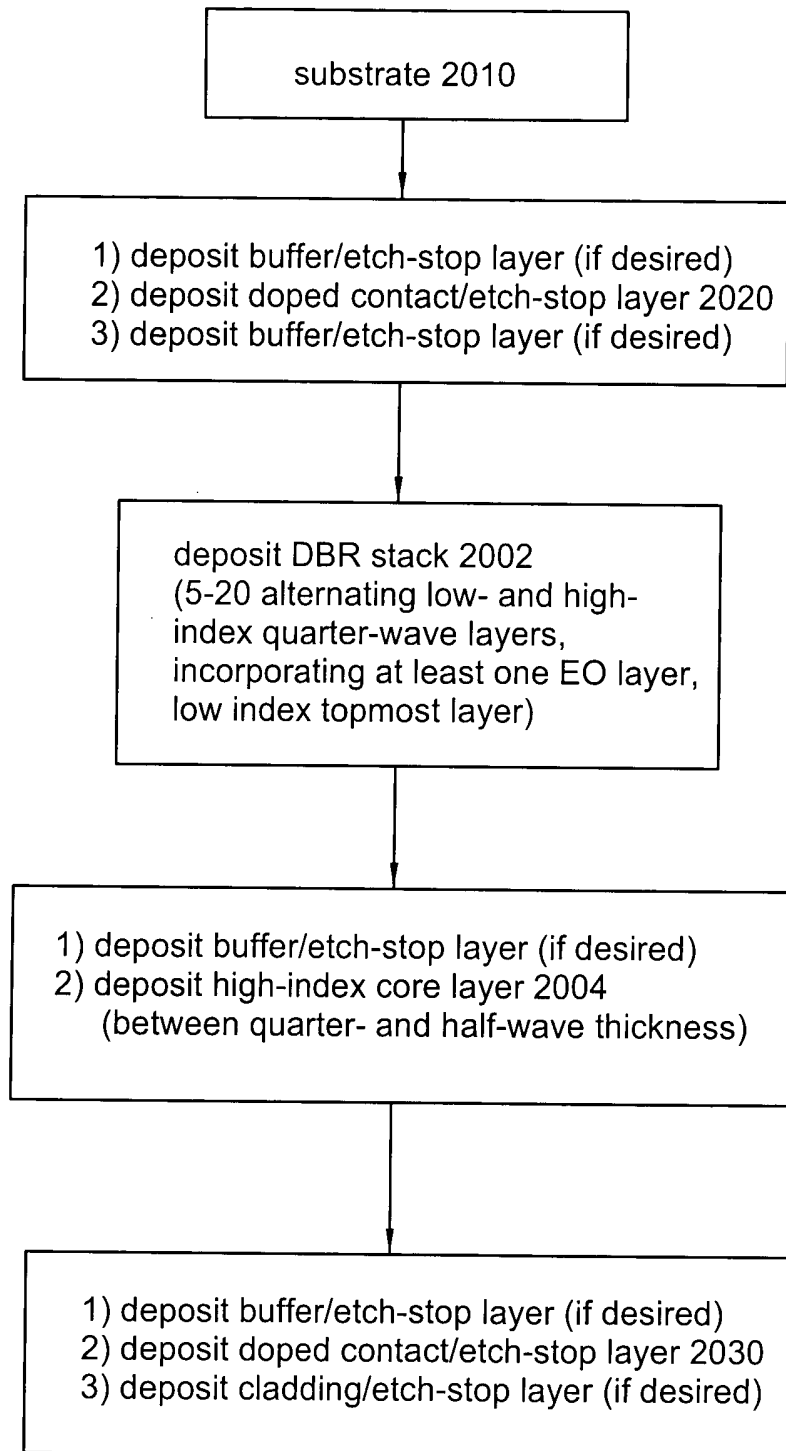 substrate 2010
1) deposit buffer/etch-stop layer (if desired)
2) deposit doped contact/etch-stop layer 2020
3) deposit buffer/etch-stop layer (if desired)
deposit DBR stack 2002
(5-20 alternating low- and high-
index quarter-wave layers,
incorporating at least one EO layer,
low index topmost layer)
1) deposit buffer/etch-stop layer (if desired)
2) deposit high-index core layer 2004
(between quarter- and half-wave thickness)
1) deposit buffer/etch-stop layer (if desired)
2) deposit doped contact/etch-stop layer 2030
3) deposit cladding/etch-stop layer (if desired)